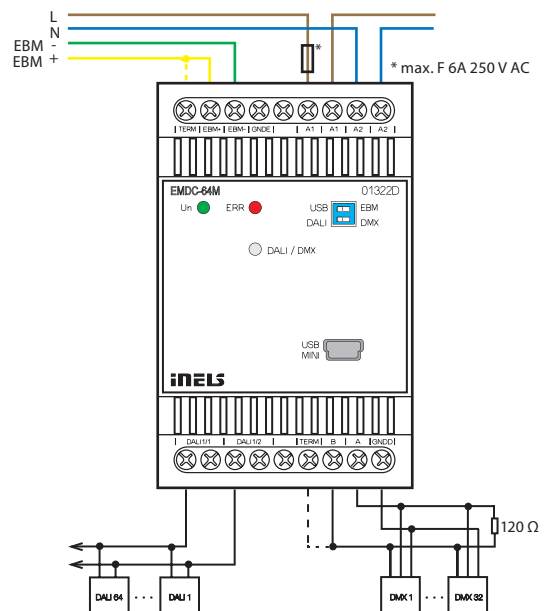 L
N
EBM -
EBM +
*
* max. F 6A 250 V AC
TERM EBM+ EBM- GNDE A1 A1 A2 A2
EMDC-64M 01322D
Un ERR USB EBM
DALI DMX
DALI / DMX
USB
MINI
iNELS
DALI1/1 DALI1/2 TERM B A GNDD
120 Ω
DALI 64 · · · DALI 1 DMX 1 · · · DMX 32